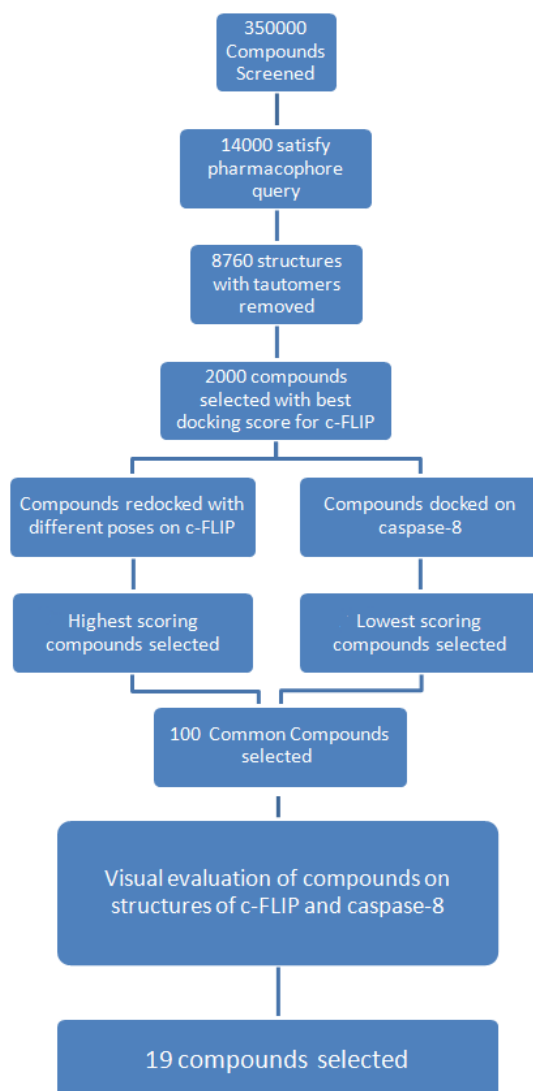 350000
Compounds
Screened
14000 satisfy
pharmacophore
query
8760 structures
with tautomers
removed
2000 compounds
selected with best
docking score for c-FLIP
Compounds redocked with
different poses on c-FLIP
Compounds docked on
caspase-8
Highest scoring
compounds selected
Lowest scoring
compounds selected
100 Common Compounds
selected
Visual evaluation of compounds on
structures of c-FLIP and caspase-8
19 compounds selected